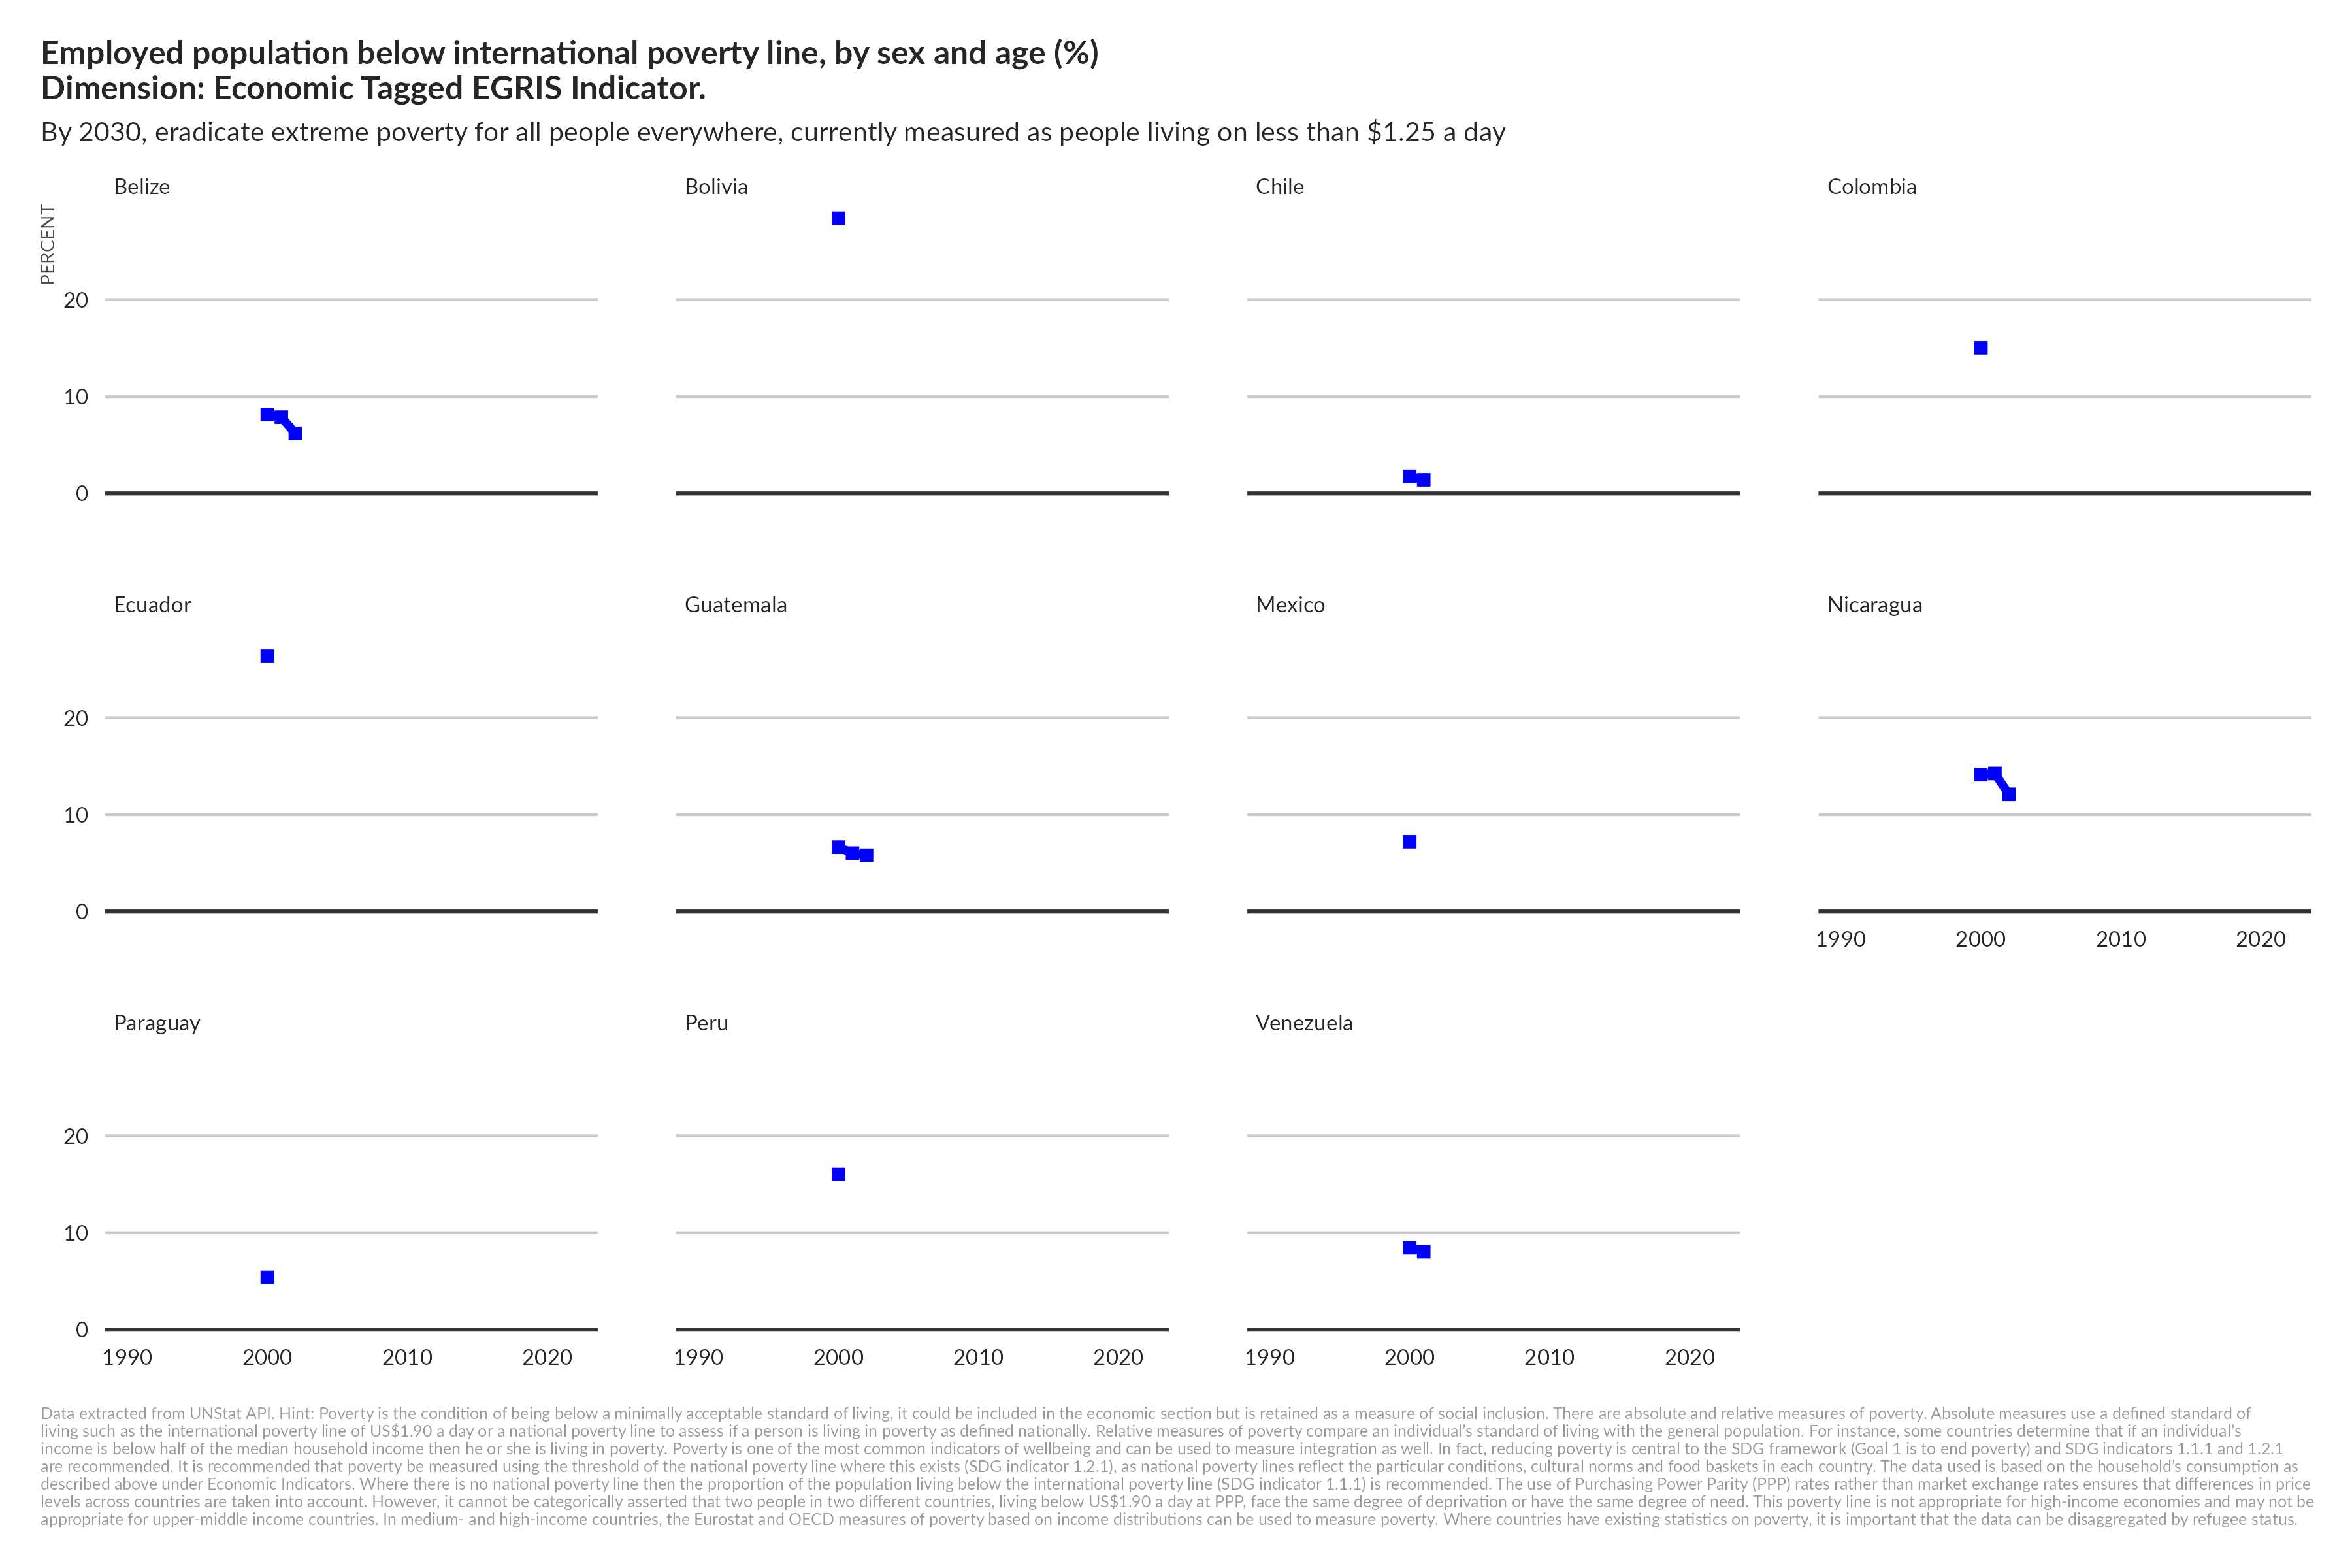 Employed population below international poverty line, by sex and age (%)
Dimension: Economic Tagged EGRIS Indicator.
By 2030, eradicate extreme poverty for all people everywhere, currently measured as people living on less than $1.25 a day
Belize
Bolivia
Chile
Colombia
PERCENT
20
10
0
Ecuador
Guatemala
Mexico
Nicaragua
20
10
0
1990 2000 2010 2020
Paraguay
Peru
Venezuela
20
10
0
1990 2000 2010 2020
1990 2000 2010 2020
1990 2000 2010 2020
Data extracted from UNStat API. Hint: Poverty is the condition of being below a minimally acceptable standard of living, it could be included in the economic section but is retained as a measure of social inclusion. There are absolute and relative measures of poverty. Absolute measures use a defined standard of
living such as the international poverty line of US$1.90 a day or a national poverty line to assess if a person is living in poverty as defined nationally. Relative measures of poverty compare an individual's standard of living with the general population. For instance, some countries determine that if an individual's
income is below half of the median household income then he or she is living in poverty. Poverty is one of the most common indicators of wellbeing and can be used to measure integration as well. In fact, reducing poverty is central to the SDG framework (Goal 1 is to end poverty) and SDG indicators 1.1.1 and 1.2.1
are recommended. It is recommended that poverty be measured using the threshold of the national poverty line where this exists (SDG indicator 1.2.1), as national poverty lines reflect the particular conditions, cultural norms and food baskets in each country. The data used is based on the household's consumption as
described above under Economic Indicators. Where there is no national poverty line then the proportion of the population living below the international poverty line (SDG indicator 1.1.1) is recommended. The use of Purchasing Power Parity (PPP) rates rather than market exchange rates ensures that differences in price
levels across countries are taken into account. However, it cannot be categorically asserted that two people in two different countries, living below US$1.90 a day at PPP, face the same degree of deprivation or have the same degree of need. This poverty line is not appropriate for high-income economies and may not be
appropriate for upper-middle income countries. In medium- and high-income countries, the Eurostat and OECD measures of poverty based on income distributions can be used to measure poverty. Where countries have existing statistics on poverty, it is important that the data can be disaggregated by refugee status.